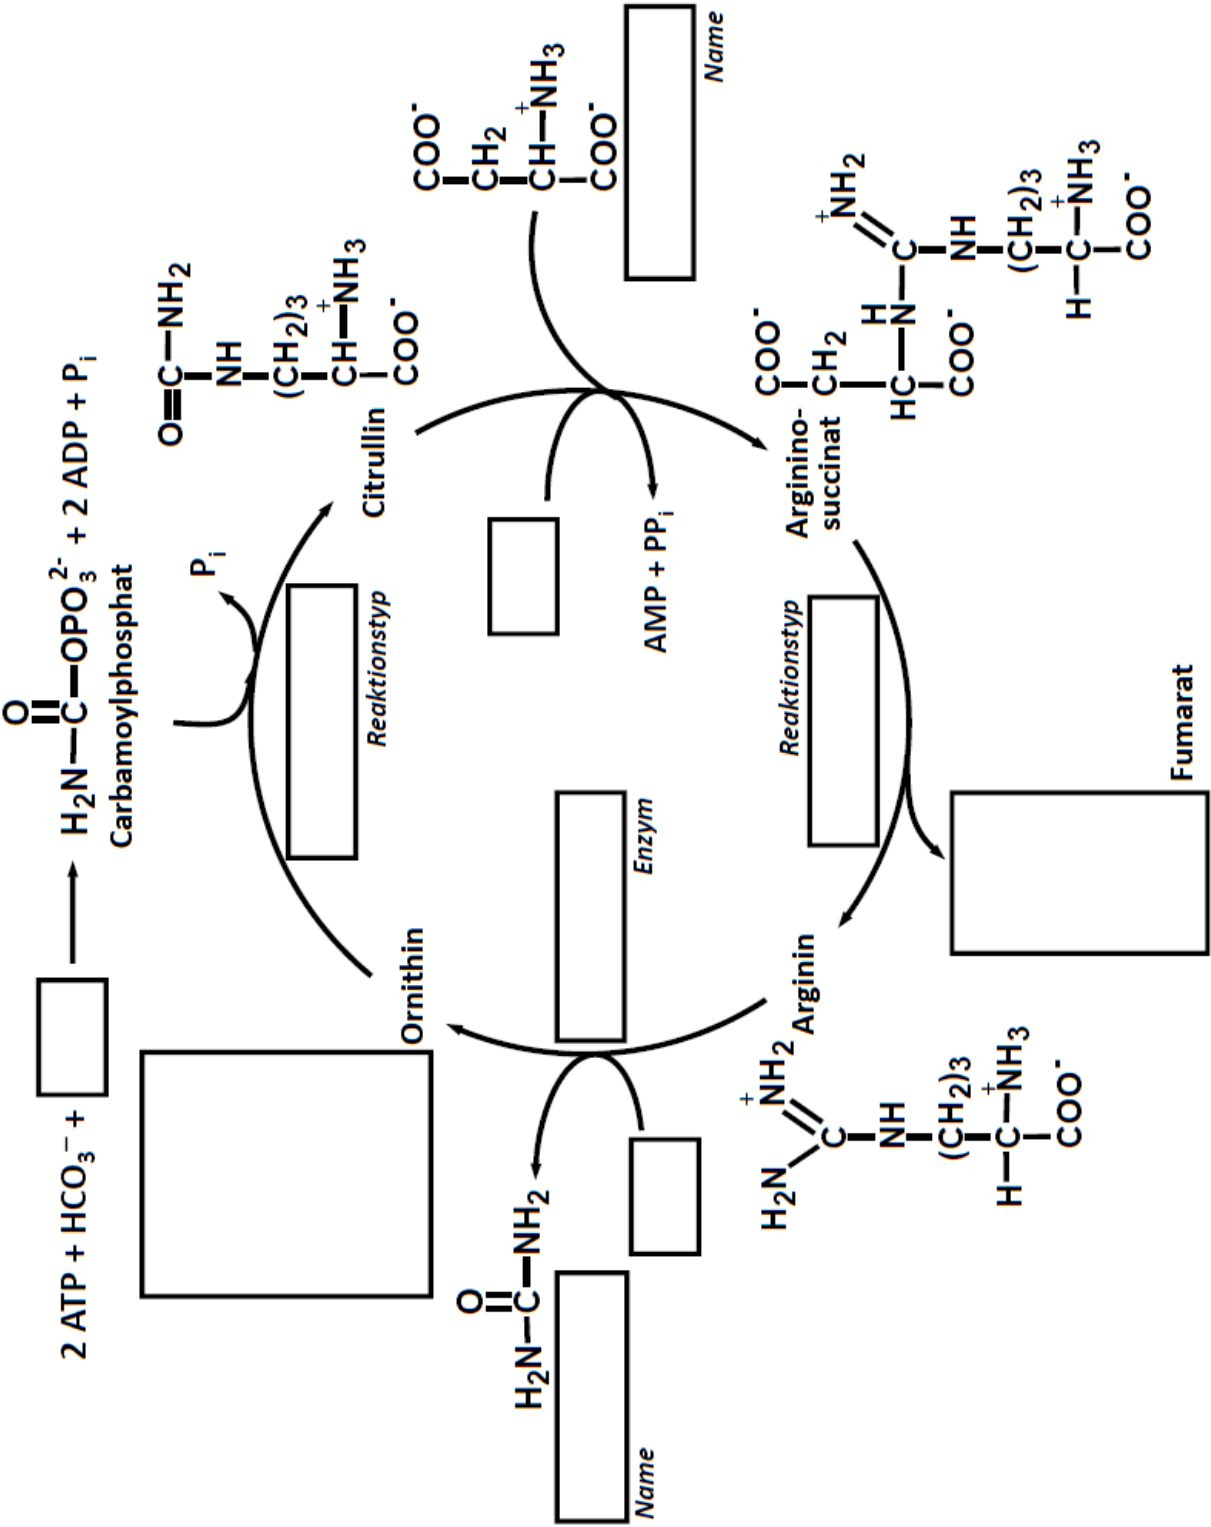 O
2 ATP + HCO₃⁻ +
H₂N—C—OPO₃²⁻ + 2 ADP + Pᵢ
Carbamoylphosphat
Pᵢ
O=C—NH₂
NH
(CH₂)₃
CH—⁺NH₃
COO⁻
Citrullin
Ornithin
Reaktionstyp
COO⁻
CH₂
CH—⁺NH₃
COO⁻
Name
O
H₂N—C—NH₂
Name
Enzym
AMP + PPᵢ
Arginin
H₂N
⁺NH₂
C
NH
(CH₂)₃
H—C—⁺NH₃
COO⁻
Reaktionstyp
Arginino-
succinat
COO⁻
CH₂
HC
COO⁻
H
N
⁺NH₂
C
NH
(CH₂)₃
H—C—⁺NH₃
COO⁻
Fumarat